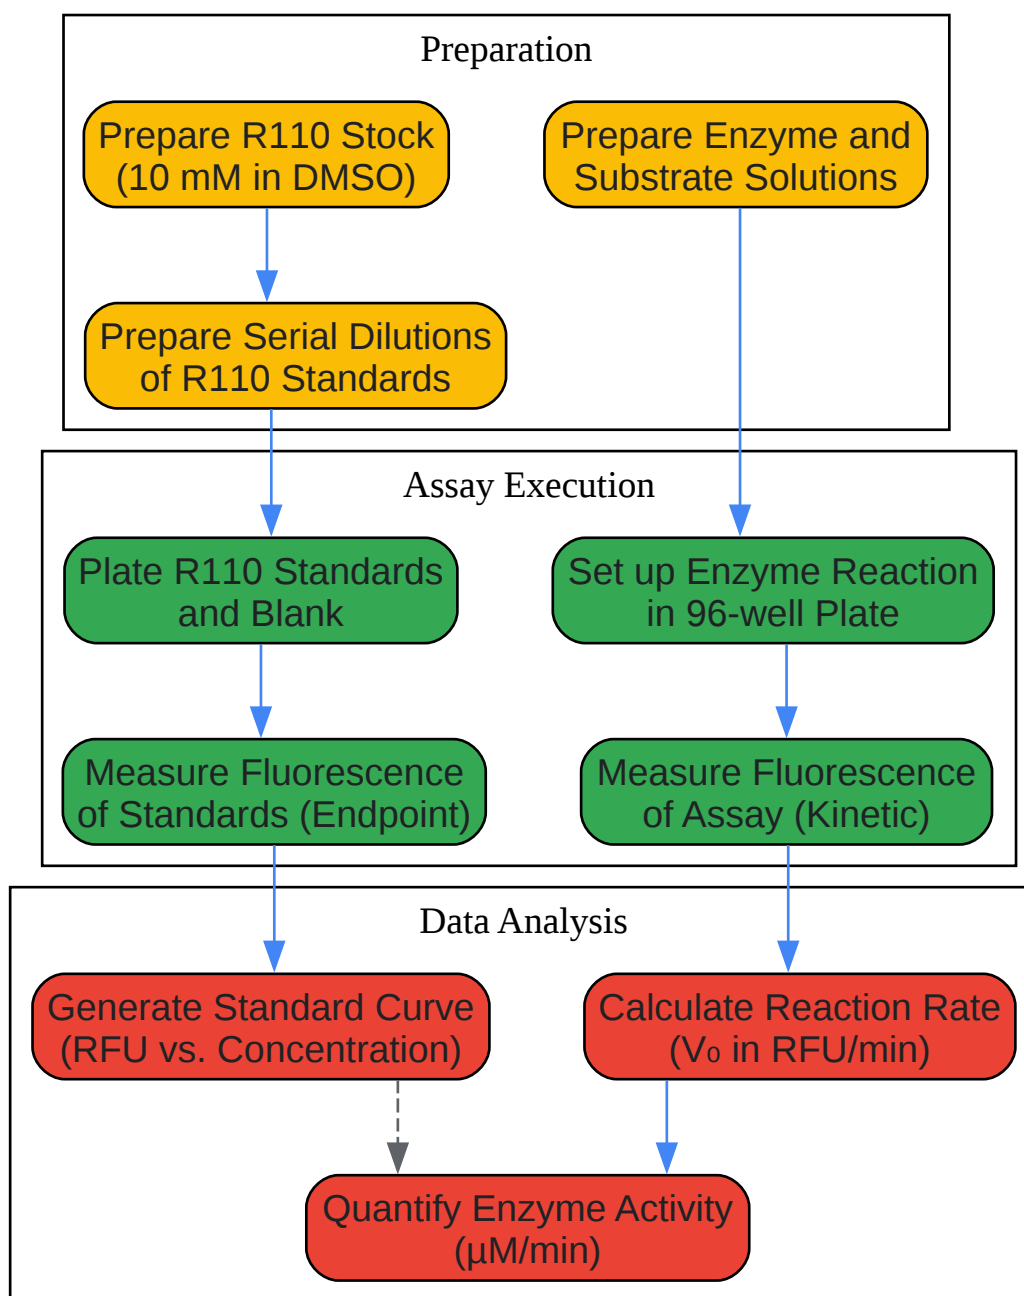 Preparation
Prepare R110 Stock
(10 mM in DMSO)
Prepare Enzyme and
Substrate Solutions
Prepare Serial Dilutions
of R110 Standards
Assay Execution
Plate R110 Standards
and Blank
Set up Enzyme Reaction
in 96-well Plate
Measure Fluorescence
of Standards (Endpoint)
Measure Fluorescence
of Assay (Kinetic)
Data Analysis
Generate Standard Curve
(RFU vs. Concentration)
Calculate Reaction Rate
(V₀ in RFU/min)
Quantify Enzyme Activity
(µM/min)